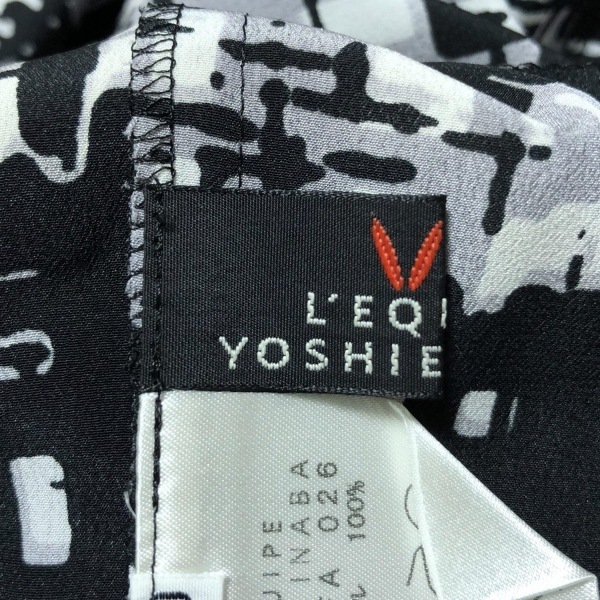 L'EQ
YOSHIE
UIPE
INABA
A 026
100%